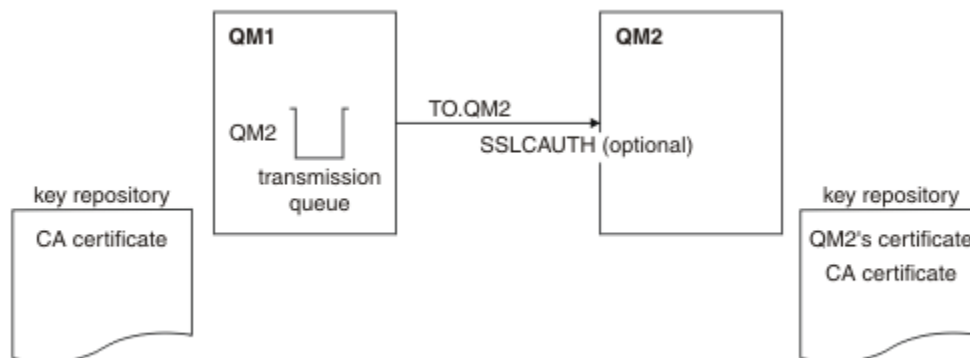 QM1
QM2
TO.QM2
QM2
SSLCAUTH (optional)
transmission
queue
key repository
CA certificate
key repository
QM2's certificate
CA certificate